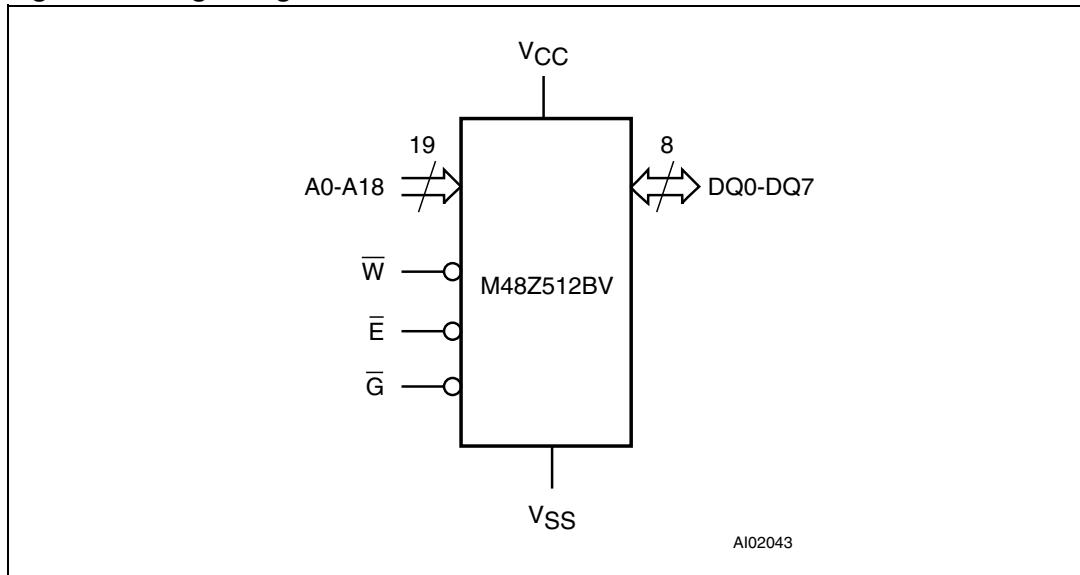 VCC
19
8
A0-A18
DQ0-DQ7
W̅
M48Z512BV
E̅
G̅
VSS
AI02043